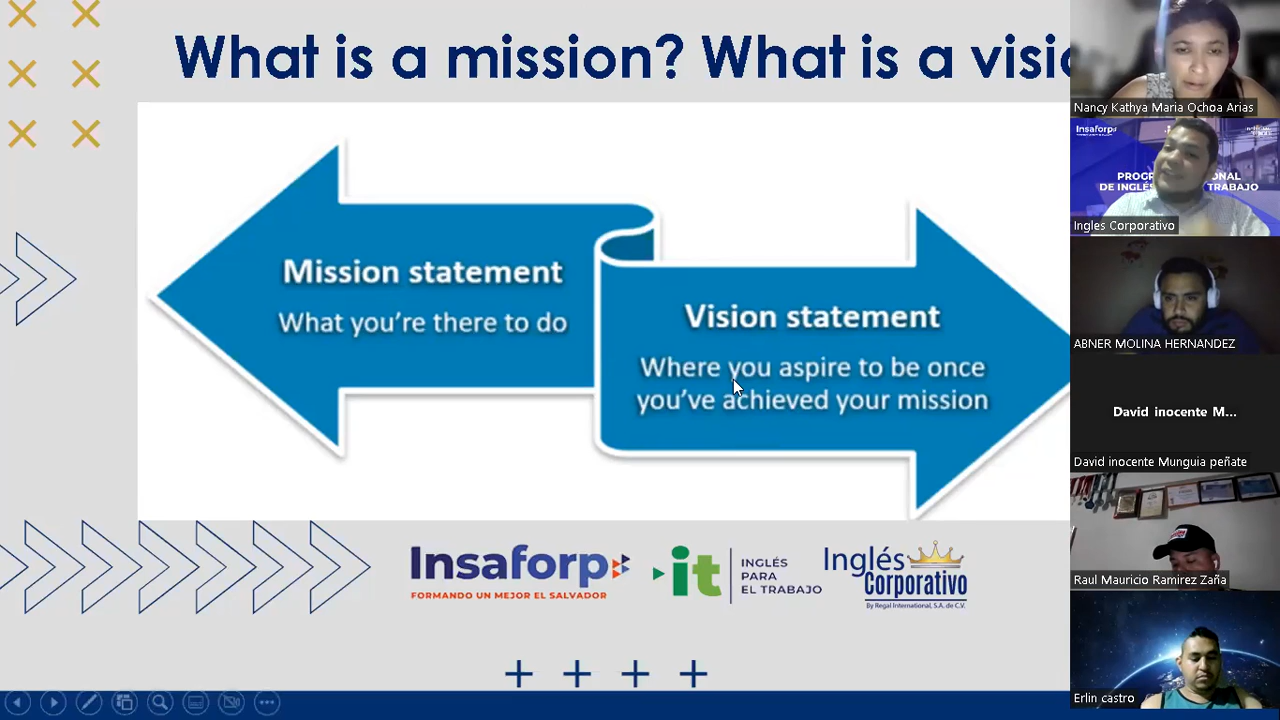 What is a mission? What is a visio
Mission statement
What you're there to do
Vision statement
Where you aspire to be once
you've achieved your mission
Insaforp
FORMANDO UN MEJOR EL SALVADOR
it
INGLÉS
PARA
EL TRABAJO
Inglés
Corporativo
By Regal International, S.A. de C.V.
Nancy Kathya Maria Ochoa Arias
Insaforp
it
PROGR
ONAL
DE INGLÉ
TRABAJO
Ingles Corporativo
ABNER MOLINA HERNANDEZ
David inocente M...
David inocente Munguia peñate
Raul Mauricio Ramirez Zaña
Erlin castro